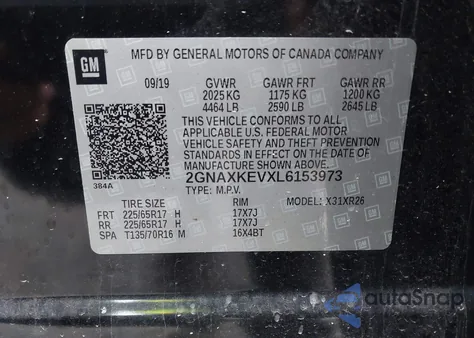 GM
MFD BY GENERAL MOTORS OF CANADA COMPANY
09/19 GVWR GAWR FRT GAWR RR
2025 KG 1175 KG 1200 KG
4464 LB 2590 LB 2645 LB
THIS VEHICLE CONFORMS TO ALL
APPLICABLE U.S. FEDERAL MOTOR
VEHICLE SAFETY AND THEFT PREVENTION
STANDARDS IN EFFECT ON THE DATE OF
MANUFACTURE SHOWN ABOVE.
384A
2GNAXKEVXL6153973
TYPE: M.P.V.
TIRE SIZE RIM MODEL: X31XR26
FRT 225/65R17 H 17X7J
RR 225/65R17 H 17X7J
SPA T135/70R16 M 16X4BT
autoSnap